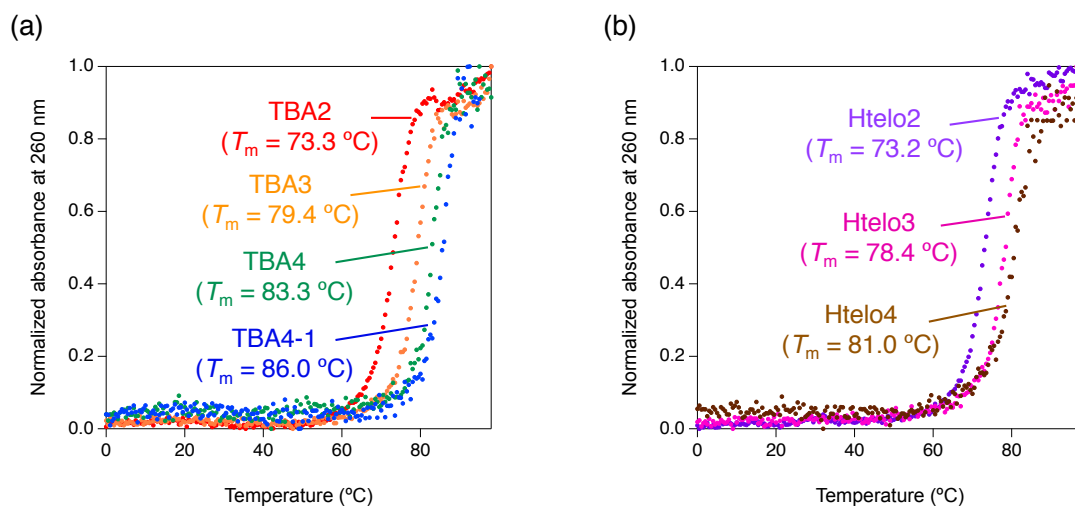 (a)
Normalized absorbance at 260 nm
1.0
0.8
0.6
0.4
0.2
0.0
TBA2
(Tm = 73.3 ºC)
TBA3
(Tm = 79.4 ºC)
TBA4
(Tm = 83.3 ºC)
TBA4-1
(Tm = 86.0 ºC)
0 20 40 60 80
Temperature (ºC)
(b)
Normalized absorbance at 260 nm
1.0
0.8
0.6
0.4
0.2
0.0
Htelo2
(Tm = 73.2 ºC)
Htelo3
(Tm = 78.4 ºC)
Htelo4
(Tm = 81.0 ºC)
0 20 40 60 80
Temperature (ºC)